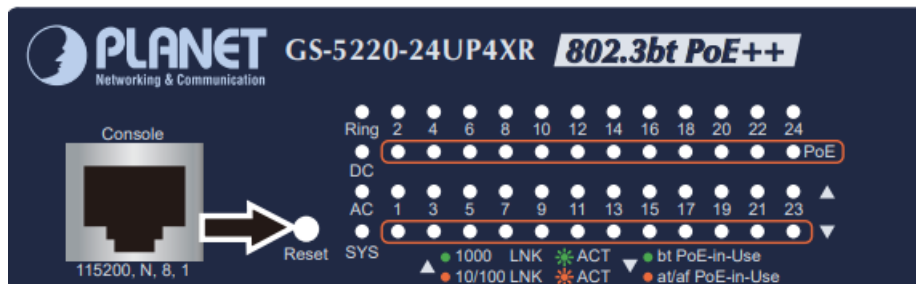 PLANET
Networking & Communication
GS-5220-24UP4XR 802.3bt PoE++
Console
Ring 2 4 6 8 10 12 14 16 18 20 22 24
PoE
DC
AC 1 3 5 7 9 11 13 15 17 19 21 23
Reset
SYS
115200, N, 8, 1
1000 LNK ACT bt PoE-in-Use
10/100 LNK ACT at/af PoE-in-Use